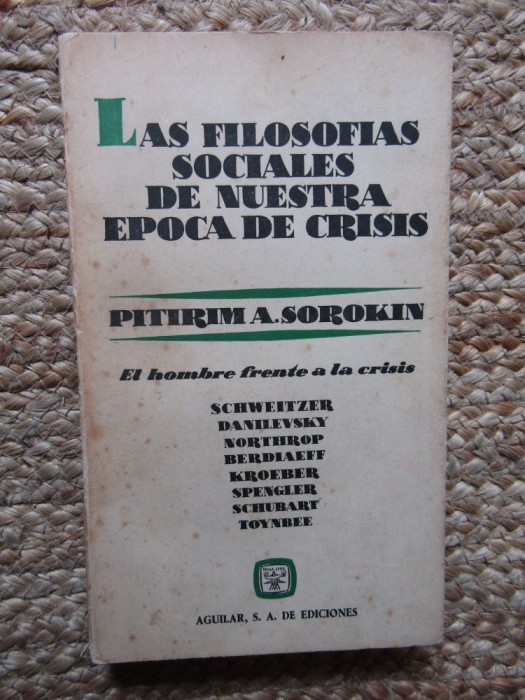 LAS FILOSOFIAS
SOCIALES
DE NUESTRA
EPOCA DE CRISIS
PITIRIM A. SOROKIN
El hombre frente a la crisis
SCHWEITZER
DANILEVSKY
NORTHROP
BERDIAEFF
KROEBER
SPENGLER
SCHUBART
TOYNBEE
AGUILAR, S. A. DE EDICIONES